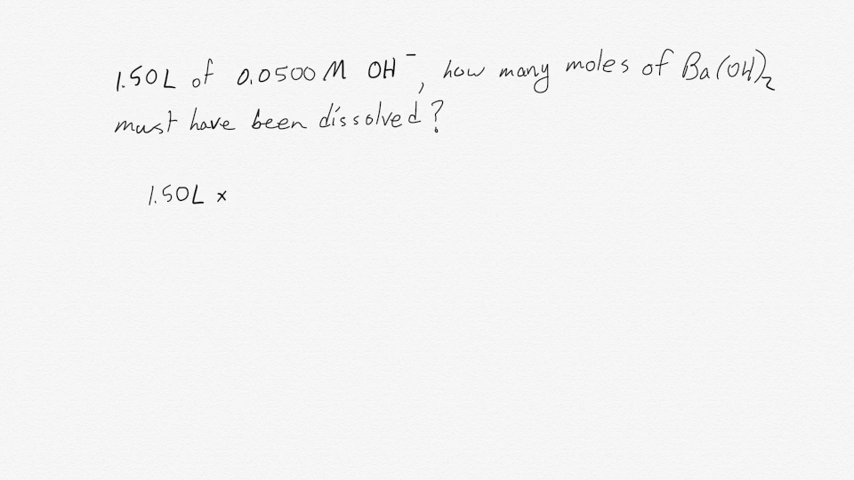 1.50L of 0.0500 M OH⁻, how many moles of Ba(OH)₂
must have been dissolved?
1.50L ×